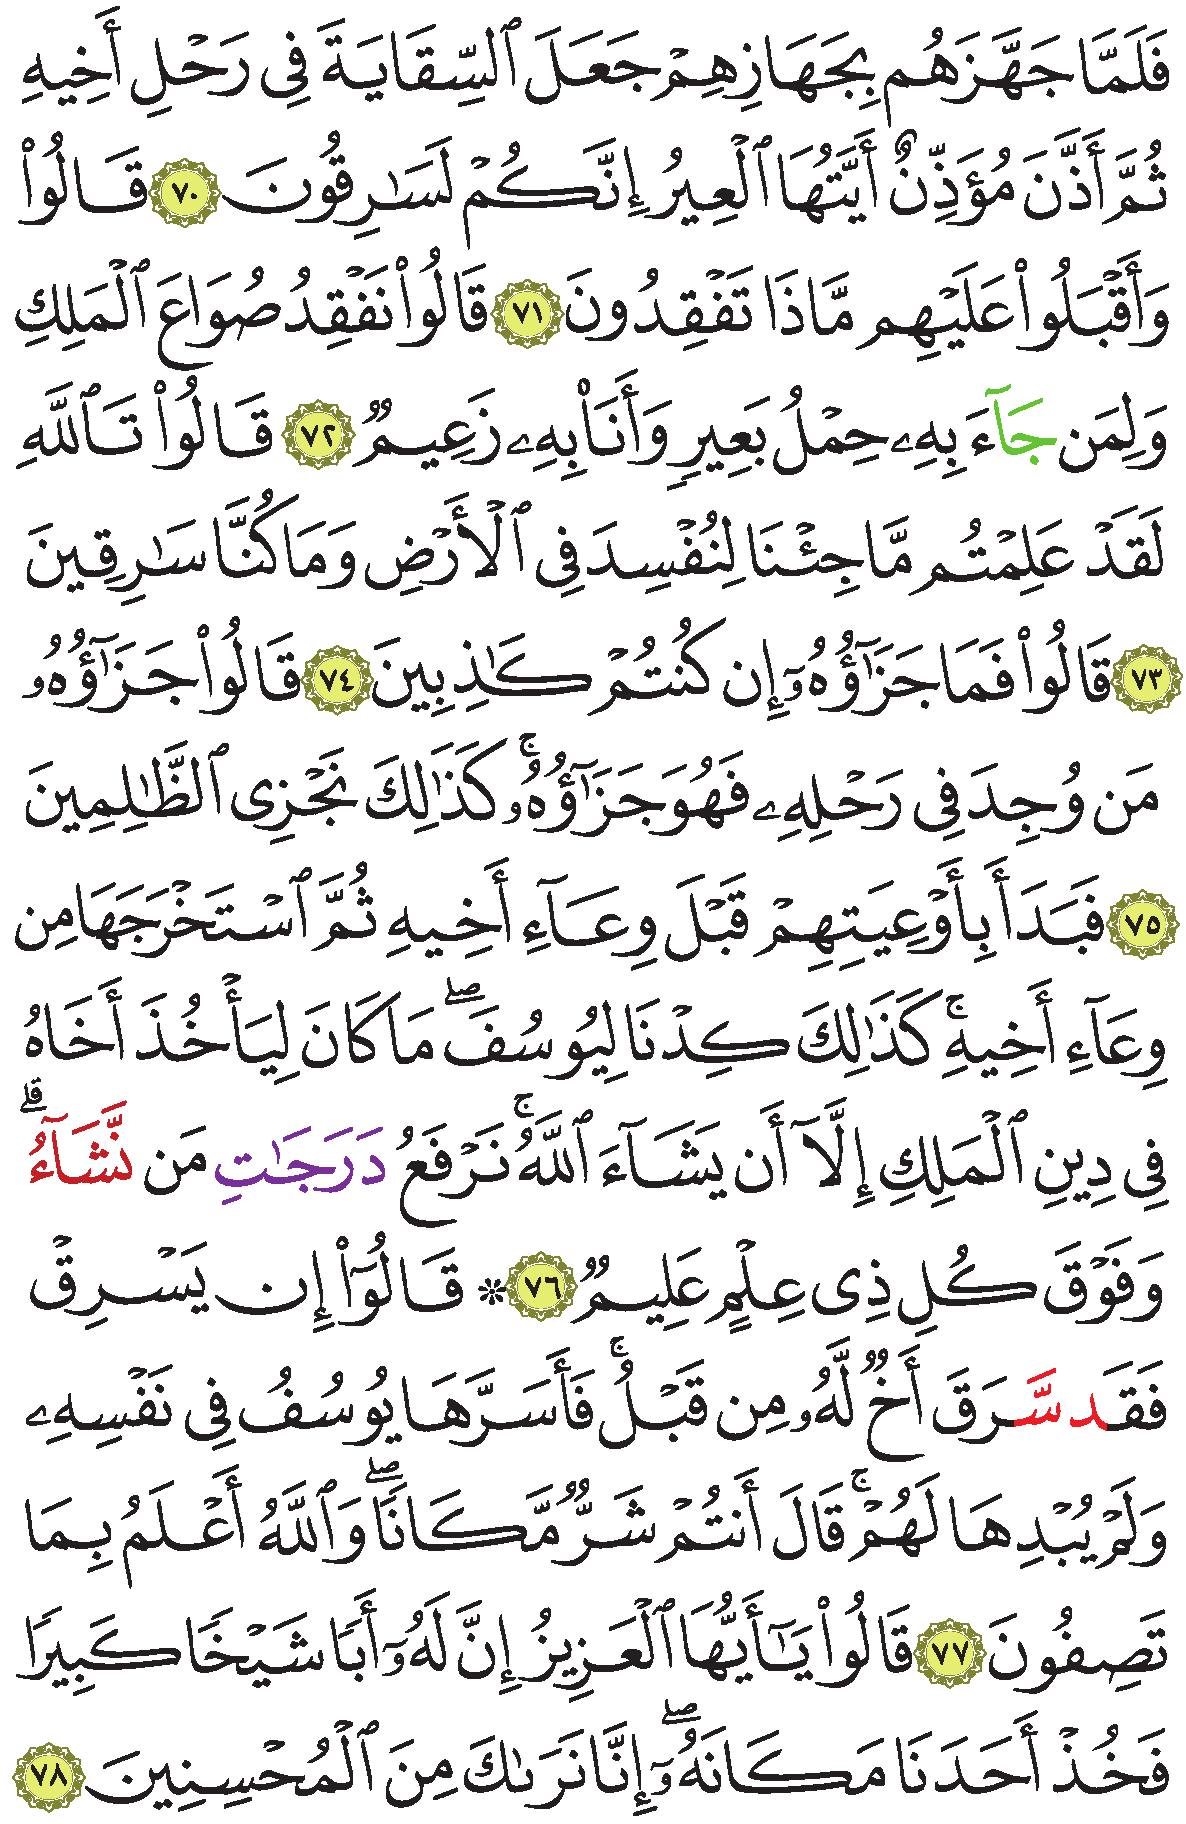 فَلَمَّا جَهَّزَهُم بِجَهَازِهِمْ جَعَلَ ٱلسِّقَايَةَ فِى رَحْلِ أَخِيهِ
ثُمَّ أَذَّنَ مُؤَذِّنٌ أَيَّتُهَا ٱلْعِيرُ إِنَّكُمْ لَسَـٰرِقُونَ ٧٠ قَالُوا۟
وَأَقْبَلُوا۟ عَلَيْهِم مَّاذَا تَفْقِدُونَ ٧١ قَالُوا۟ نَفْقِدُ صُوَاعَ ٱلْمَلِكِ
وَلِمَن جَآءَ بِهِۦ حِمْلُ بَعِيرٍ وَأَنَا۠ بِهِۦ زَعِيمٌ ٧٢ قَالُوا۟ تَٱللَّهِ
لَقَدْ عَلِمْتُم مَّا جِئْنَا لِنُفْسِدَ فِى ٱلْأَرْضِ وَمَا كُنَّا سَـٰرِقِينَ
٧٣ قَالُوا۟ فَمَا جَزَٰٓؤُهُۥٓ إِن كُنتُمْ كَـٰذِبِينَ ٧٤ قَالُوا۟ جَزَٰٓؤُهُۥ
مَن وُجِدَ فِى رَحْلِهِۦ فَهُوَ جَزَٰٓؤُهُۥ ۚ كَذَٰلِكَ نَجْزِى ٱلظَّـٰلِمِينَ
٧٥ فَبَدَأَ بِأَوْعِيَتِهِمْ قَبْلَ وِعَآءِ أَخِيهِ ثُمَّ ٱسْتَخْرَجَهَا مِن
وِعَآءِ أَخِيهِ ۚ كَذَٰلِكَ كِدْنَا لِيُوسُفَ ۖ مَا كَانَ لِيَأْخُذَ أَخَاهُ
فِى دِينِ ٱلْمَلِكِ إِلَّآ أَن يَشَآءَ ٱللَّهُ ۚ نَرْفَعُ دَرَجَـٰتٍ مَن نَّشَآءُ ۗ
وَفَوْقَ كُلِّ ذِى عِلْمٍ عَلِيمٌ ٧٦ ۞ قَالُوٓا۟ إِن يَسْرِقْ
فَقَد سَّرَقَ أَخٌ لَّهُۥ مِن قَبْلُ ۚ فَأَسَرَّهَا يُوسُفُ فِى نَفْسِهِۦ
وَلَمْ يُبْدِهَا لَهُمْ ۚ قَالَ أَنتُمْ شَرٌّ مَّكَانًا ۖ وَٱللَّهُ أَعْلَمُ بِمَا
تَصِفُونَ ٧٧ قَالُوا۟ يَـٰٓأَيُّهَا ٱلْعَزِيزُ إِنَّ لَهُۥٓ أَبًا شَيْخًا كَبِيرًا
فَخُذْ أَحَدَنَا مَكَانَهُۥٓ ۖ إِنَّا نَرَىٰكَ مِنَ ٱلْمُحْسِنِينَ ٧٨